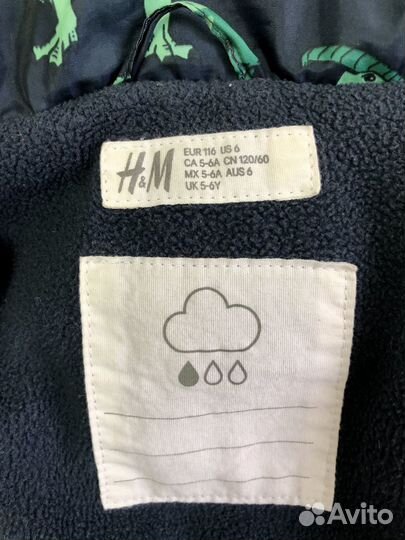 H&M
EUR 116 US 6
CA 5-6A CN 120/60
MX 5-6A AUS 6
UK 5-6Y
Avito